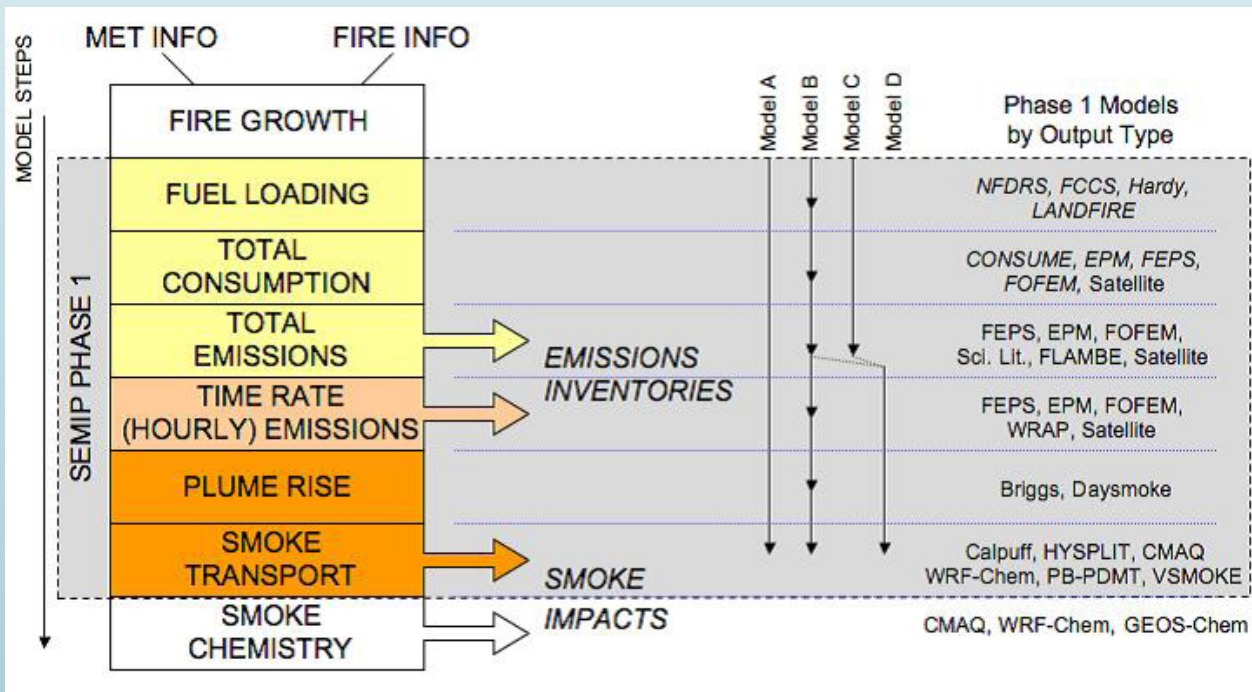 MODEL STEPS
MET INFO
FIRE INFO
FIRE GROWTH
SEMIP PHASE 1
FUEL LOADING
TOTAL
CONSUMPTION
TOTAL
EMISSIONS
TIME RATE
(HOURLY) EMISSIONS
PLUME RISE
SMOKE
TRANSPORT
SMOKE
CHEMISTRY
EMISSIONS
INVENTORIES
SMOKE
IMPACTS
Model A
Model B
Model C
Model D
Phase 1 Models
by Output Type
NFDRS, FCCS, Hardy,
LANDFIRE
CONSUME, EPM, FEPS,
FOFEM, Satellite
FEPS, EPM, FOFEM,
Sci. Lit., FLAMBE, Satellite
FEPS, EPM, FOFEM,
WRAP, Satellite
Briggs, Daysmoke
Calpuff, HYSPLIT, CMAQ
WRF-Chem, PB-PDMT, VSMOKE
CMAQ, WRF-Chem, GEOS-Chem